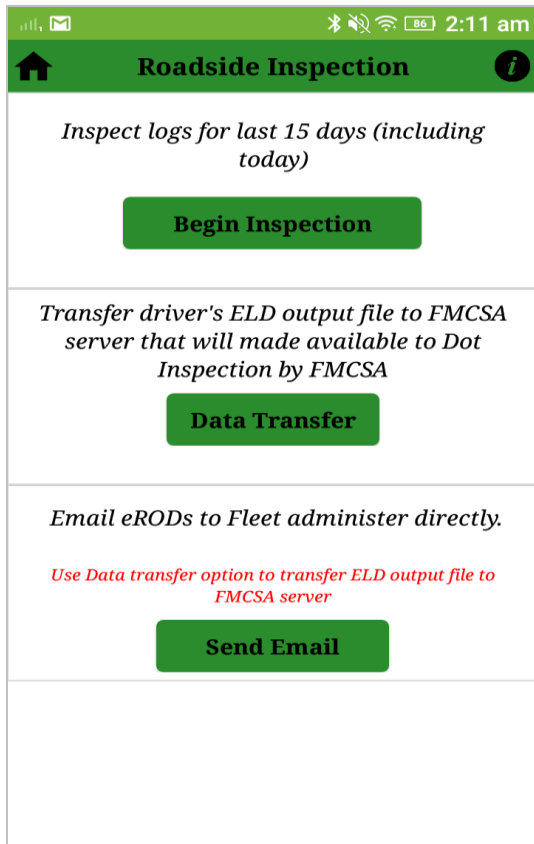 86 2:11 am
Roadside Inspection i
Inspect logs for last 15 days (including
today)
Begin Inspection
Transfer driver's ELD output file to FMCSA
server that will made available to Dot
Inspection by FMCSA
Data Transfer
Email eRODs to Fleet administer directly.
Use Data transfer option to transfer ELD output file to
FMCSA server
Send Email